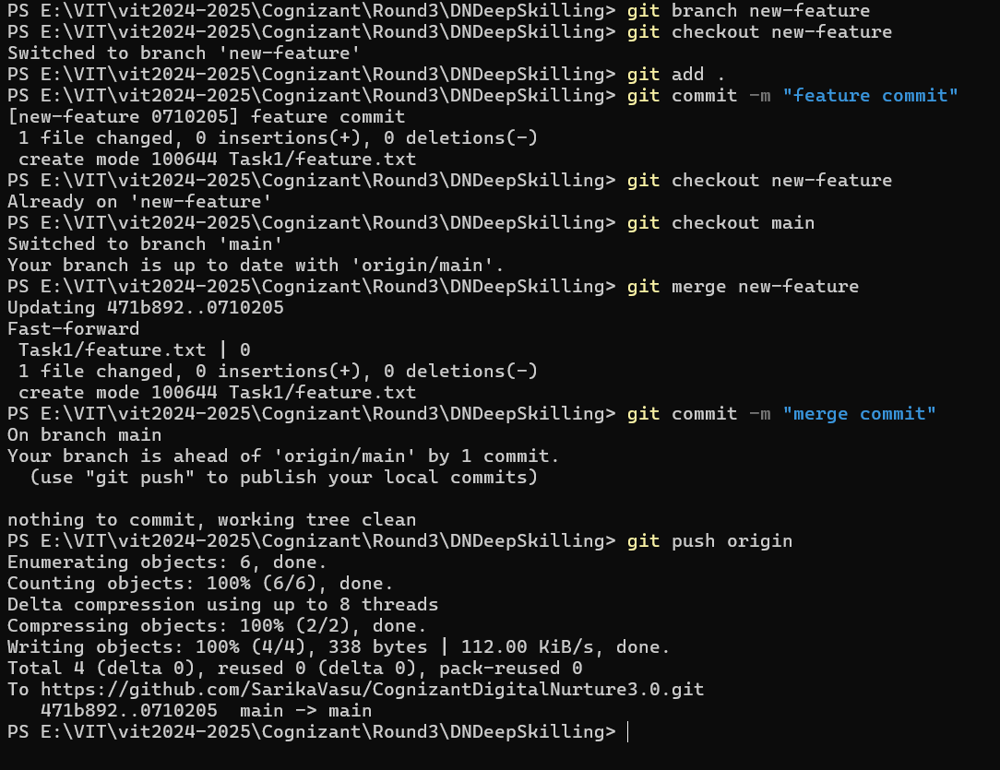 PS E:\VIT\vit2024-2025\Cognizant\Round3\DNDeepSkilling> git branch new-feature
PS E:\VIT\vit2024-2025\Cognizant\Round3\DNDeepSkilling> git checkout new-feature
Switched to branch 'new-feature'
PS E:\VIT\vit2024-2025\Cognizant\Round3\DNDeepSkilling> git add .
PS E:\VIT\vit2024-2025\Cognizant\Round3\DNDeepSkilling> git commit -m "feature commit"
[new-feature 0710205] feature commit
 1 file changed, 0 insertions(+), 0 deletions(-)
 create mode 100644 Task1/feature.txt
PS E:\VIT\vit2024-2025\Cognizant\Round3\DNDeepSkilling> git checkout new-feature
Already on 'new-feature'
PS E:\VIT\vit2024-2025\Cognizant\Round3\DNDeepSkilling> git checkout main
Switched to branch 'main'
Your branch is up to date with 'origin/main'.
PS E:\VIT\vit2024-2025\Cognizant\Round3\DNDeepSkilling> git merge new-feature
Updating 471b892..0710205
Fast-forward
 Task1/feature.txt | 0
 1 file changed, 0 insertions(+), 0 deletions(-)
 create mode 100644 Task1/feature.txt
PS E:\VIT\vit2024-2025\Cognizant\Round3\DNDeepSkilling> git commit -m "merge commit"
On branch main
Your branch is ahead of 'origin/main' by 1 commit.
  (use "git push" to publish your local commits)

nothing to commit, working tree clean
PS E:\VIT\vit2024-2025\Cognizant\Round3\DNDeepSkilling> git push origin
Enumerating objects: 6, done.
Counting objects: 100% (6/6), done.
Delta compression using up to 8 threads
Compressing objects: 100% (2/2), done.
Writing objects: 100% (4/4), 338 bytes | 112.00 KiB/s, done.
Total 4 (delta 0), reused 0 (delta 0), pack-reused 0
To https://github.com/SarikaVasu/CognizantDigitalNurture3.0.git
   471b892..0710205  main -> main
PS E:\VIT\vit2024-2025\Cognizant\Round3\DNDeepSkilling>